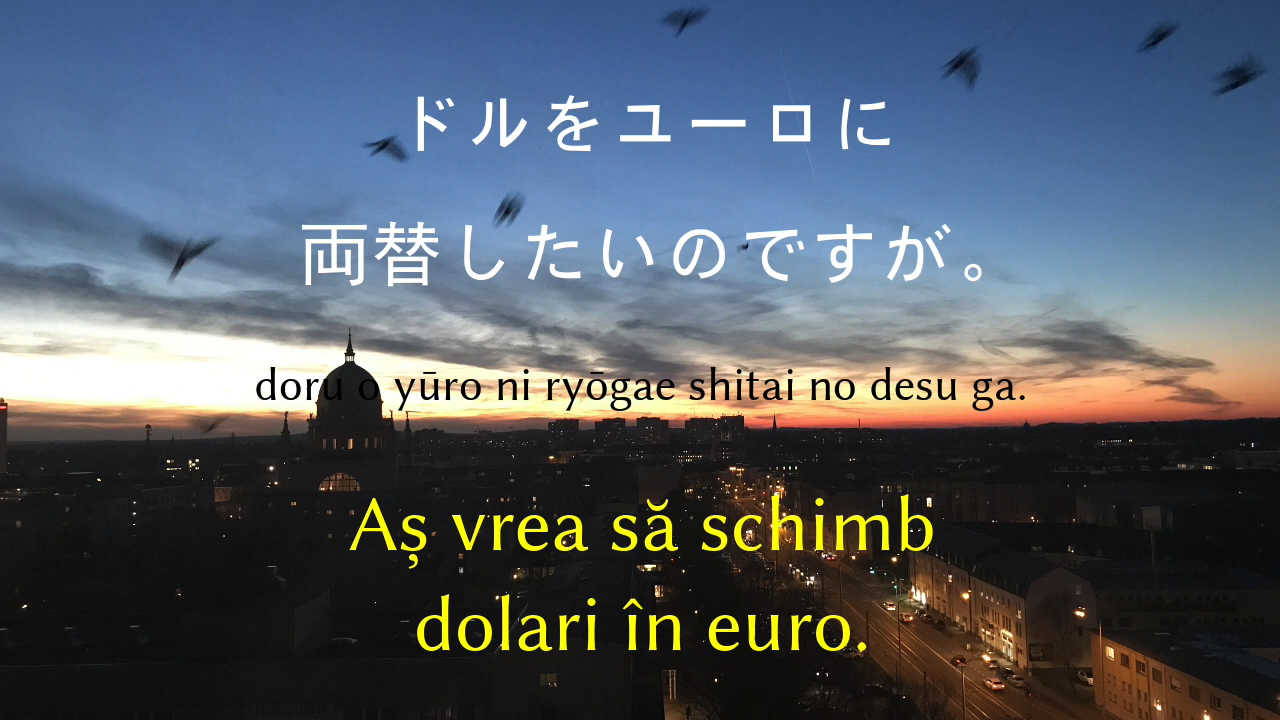 ドルをユーロに
両替したいのですが。
doru o yūro ni ryōgae shitai no desu ga.
Aș vrea să schimb
dolari în euro.